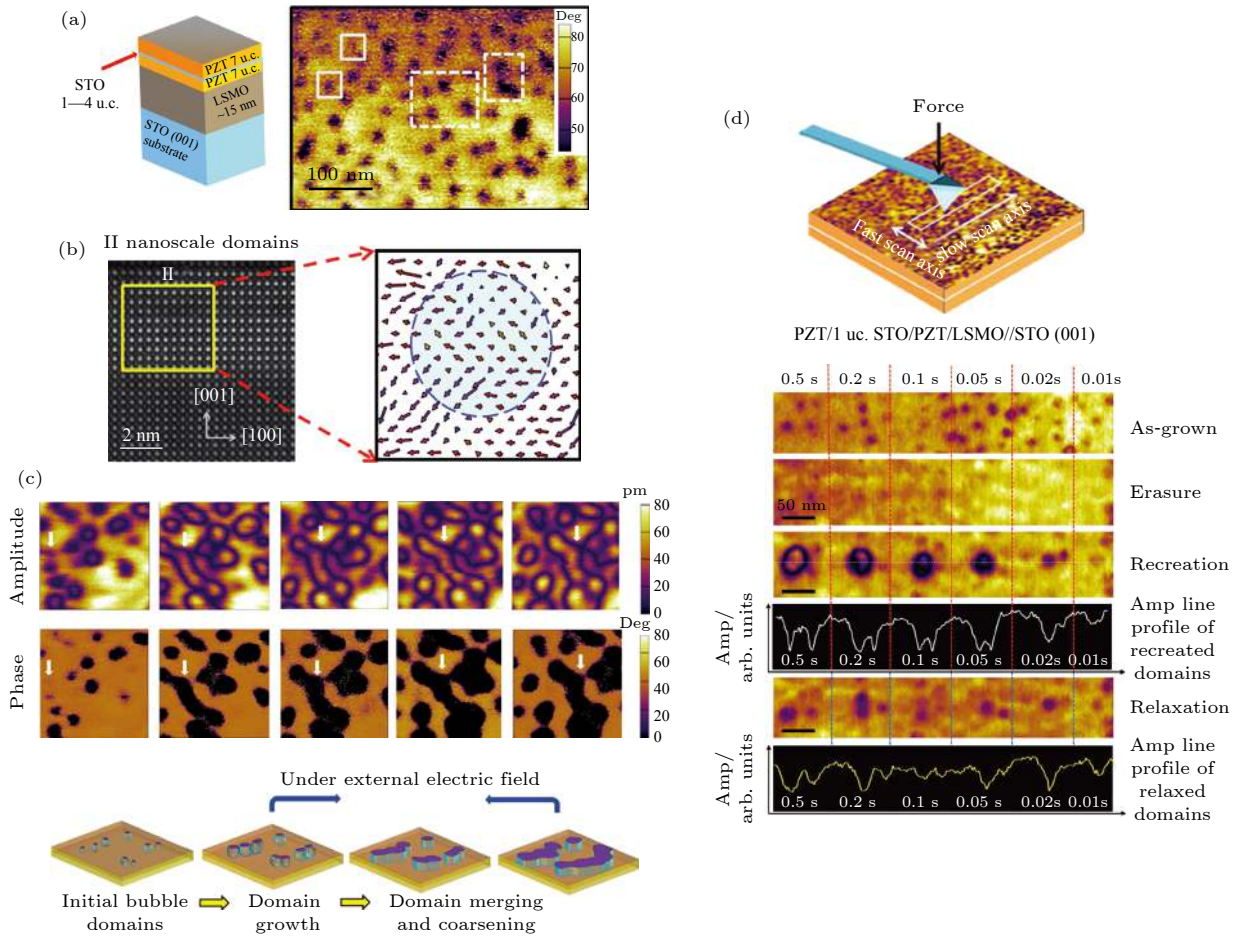 (a)
PZT 7 u.c.
PZT 7 u.c.
STO
1—4 u.c.
LSMO
~15 nm
STO (001)
substrate
Deg
80
70
60
50
100 nm
(b)
II nanoscale domains
II
[001]
[100]
2 nm
(c)
Amplitude
pm
80
60
40
20
0
Phase
Deg
80
60
40
20
0
Under external electric field
Initial bubble
domains
Domain
growth
Domain merging
and coarsening
(d)
Force
Fast scan axis
slow scan axis
PZT/1 uc. STO/PZT/LSMO//STO (001)
0.5 s 0.2 s 0.1 s 0.05 s 0.02s 0.01s
As-grown
50 nm
Erasure
Recreation
Amp/
arb. units
0.5 s 0.2 s 0.1 s 0.05 s 0.02s 0.01s
Amp line
profile of
recreated
domains
Relaxation
Amp/
arb. units
0.5 s 0.2 s 0.1 s 0.05 s 0.02s 0.01s
Amp line
profile of
relaxed
domains